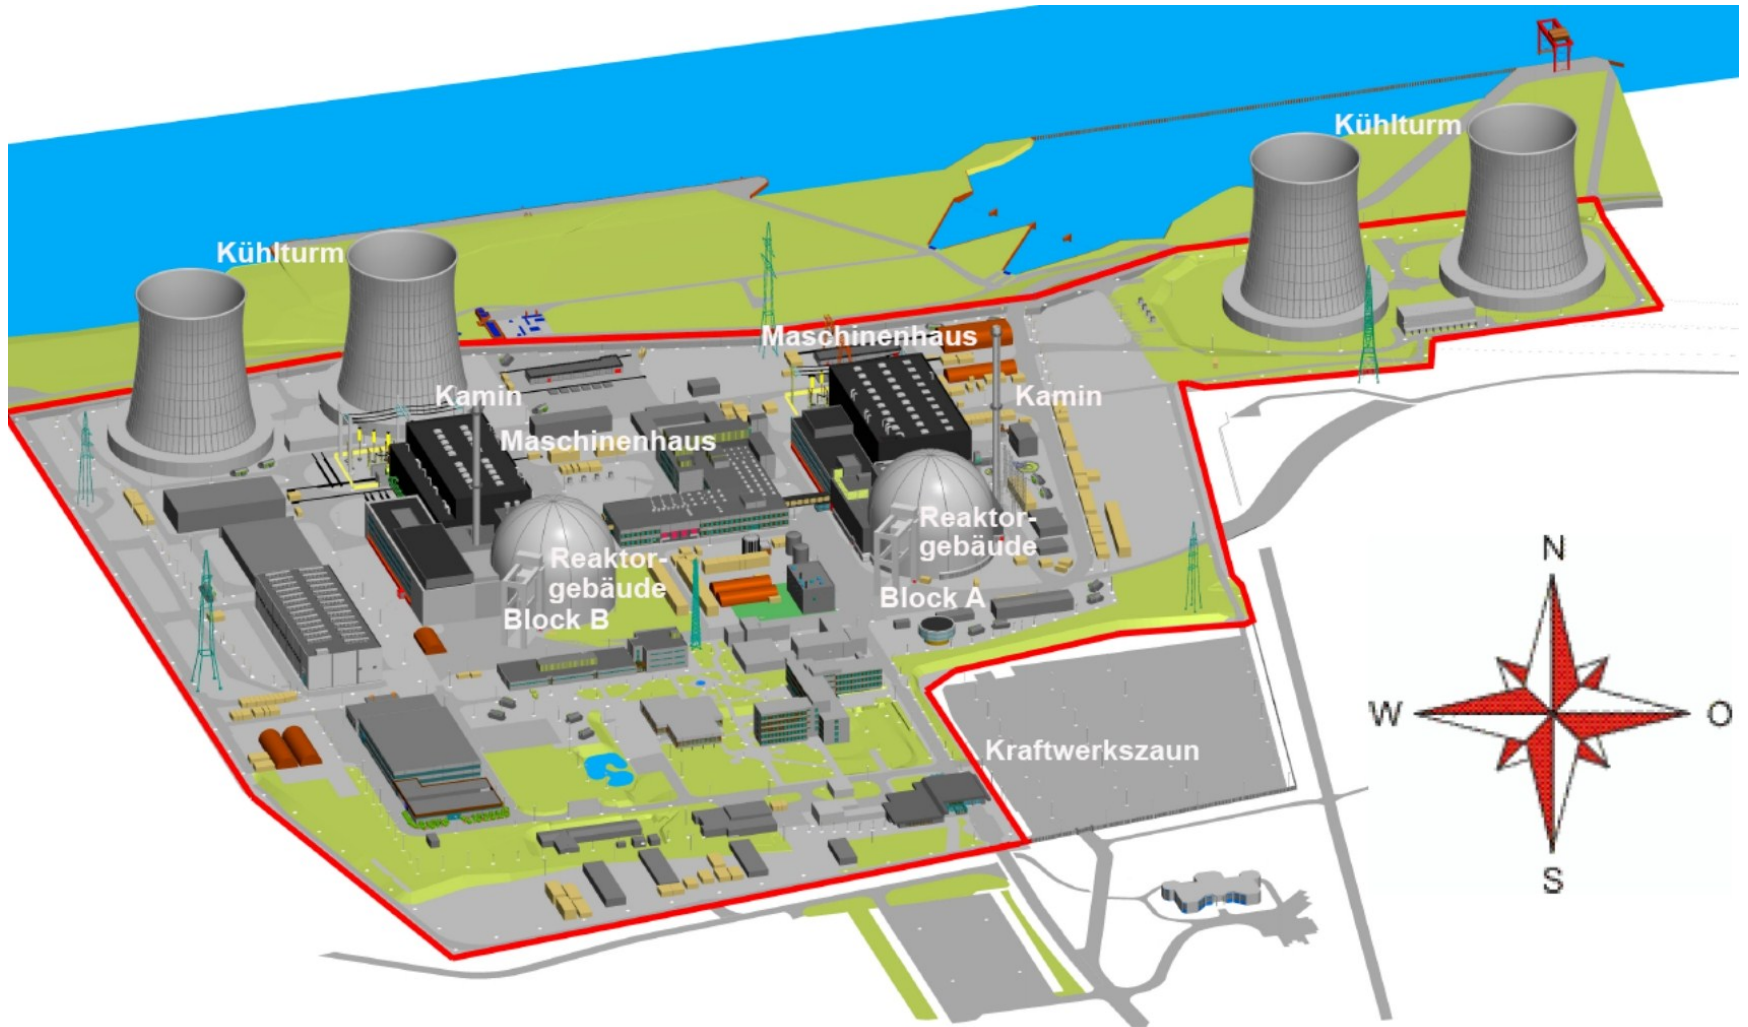 Kühlturm
Kühlturm
Maschinenhaus
Kamin
Kamin
Maschinenhaus
Reaktor-
gebäude
Block A
Reaktor-
gebäude
Block B
Kraftwerkszaun
N
W
O
S